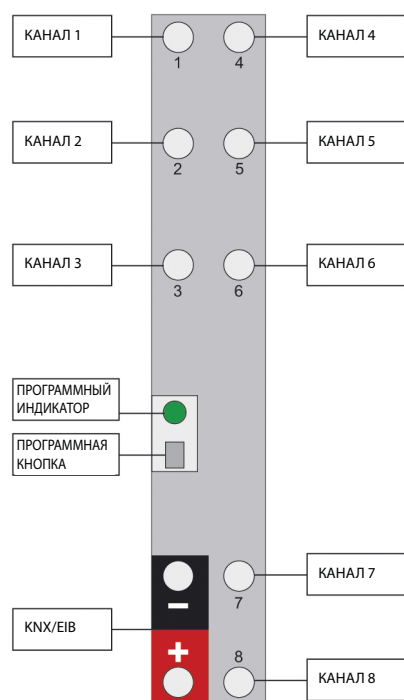 КАНАЛ 1
КАНАЛ 4
1
4
КАНАЛ 2
КАНАЛ 5
2
5
КАНАЛ 3
КАНАЛ 6
3
6
ПРОГРАММНЫЙ
ИНДИКАТОР
ПРОГРАММНАЯ
КНОПКА
КАНАЛ 7
–
7
KNX/EIB
+
8
КАНАЛ 8